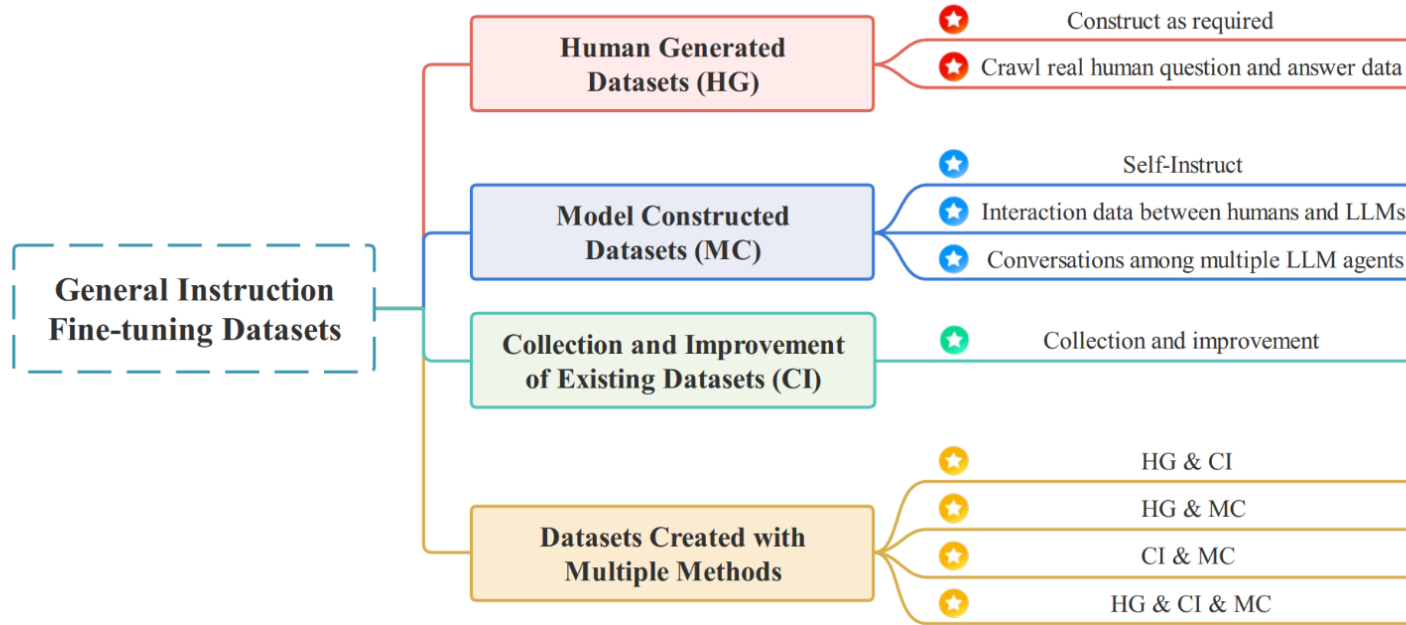 General Instruction
Fine-tuning Datasets
Human Generated
Datasets (HG)
Construct as required
Crawl real human question and answer data
Model Constructed
Datasets (MC)
Self-Instruct
Interaction data between humans and LLMs
Conversations among multiple LLM agents
Collection and Improvement
of Existing Datasets (CI)
Collection and improvement
Datasets Created with
Multiple Methods
HG & CI
HG & MC
CI & MC
HG & CI & MC